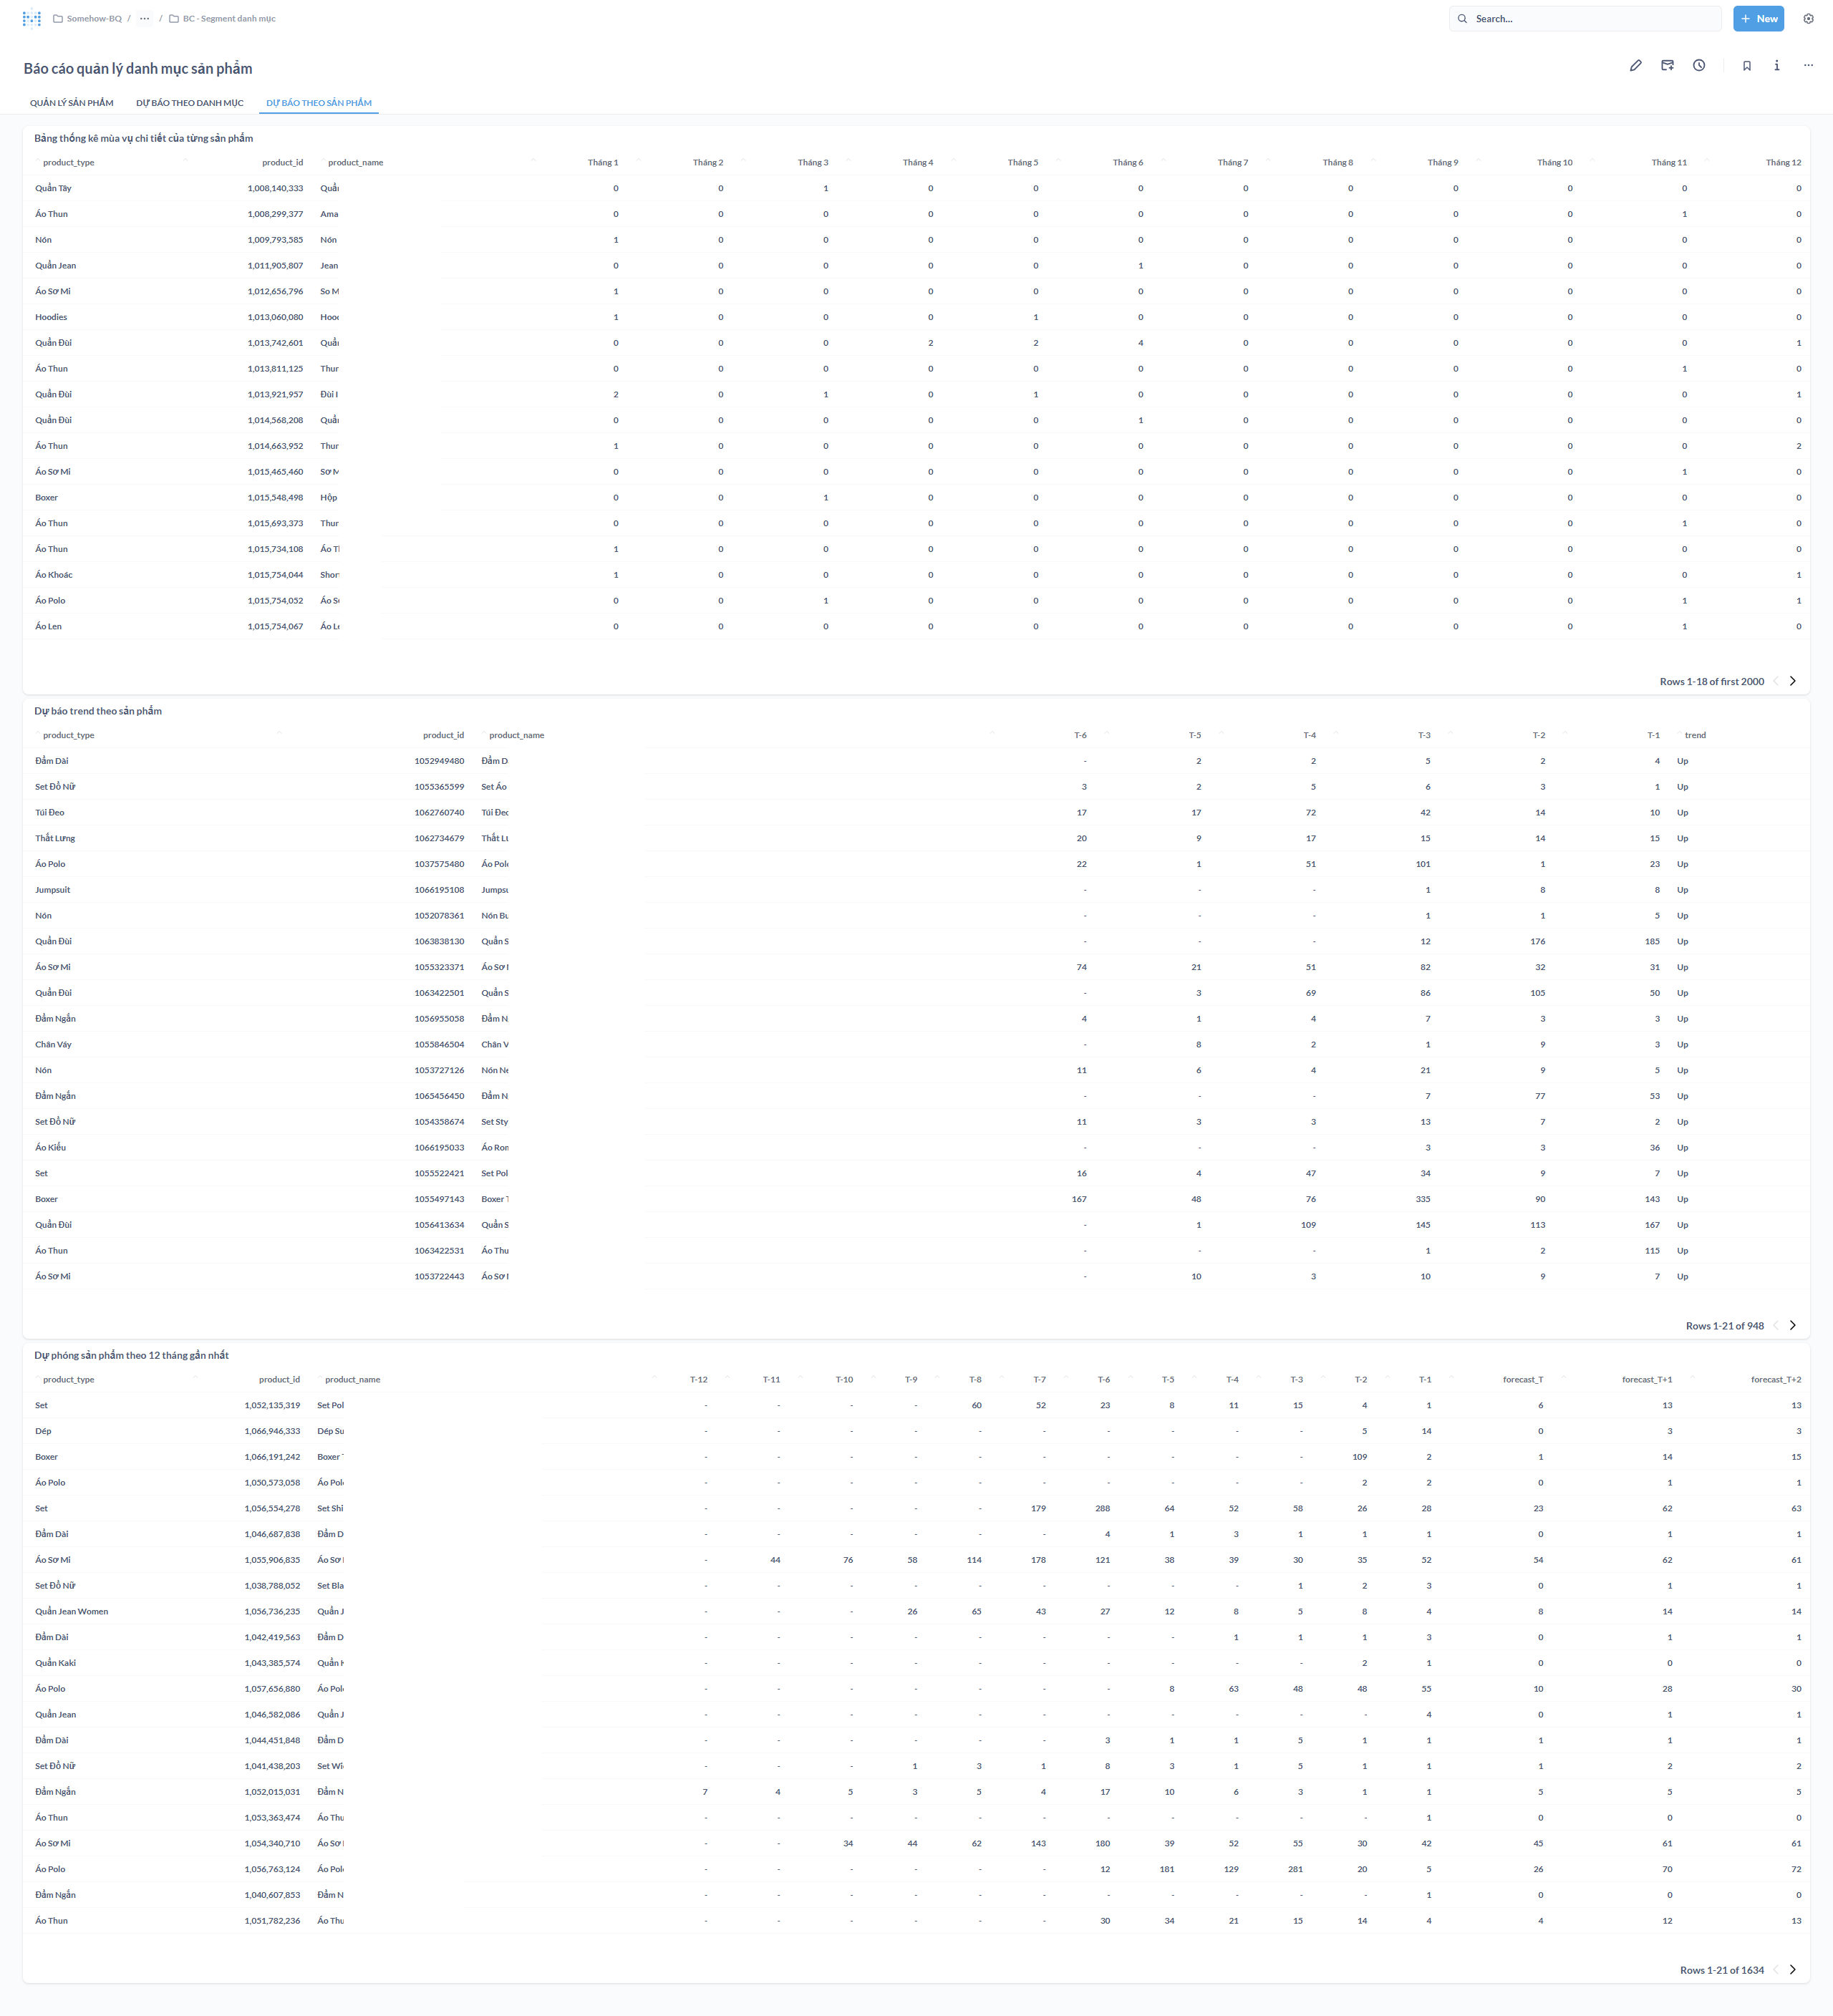 Somehow-BQ / ... / BC - Segment danh mục
Search...
+ New
Báo cáo quản lý danh mục sản phẩm
QUẢN LÝ SẢN PHẨM DỰ BÁO THEO DANH MỤC DỰ BÁO THEO SẢN PHẨM
Bảng thống kê mùa vụ chi tiết của từng sản phẩm
product_type product_id product_name Tháng 1 Tháng 2 Tháng 3 Tháng 4 Tháng 5 Tháng 6 Tháng 7 Tháng 8 Tháng 9 Tháng 10 Tháng 11 Tháng 12
Quần Tây 1,008,140,333 Quầ 0 0 1 0 0 0 0 0 0 0 0 0
Áo Thun 1,008,299,377 Ama 0 0 0 0 0 0 0 0 0 0 1 0
Nón 1,009,793,585 Nón 1 0 0 0 0 0 0 0 0 0 0 0
Quần Jean 1,011,905,807 Jean 0 0 0 0 0 1 0 0 0 0 0 0
Áo Sơ Mi 1,012,656,796 So M 1 0 0 0 0 0 0 0 0 0 0 0
Hoodies 1,013,060,080 Hoo 1 0 0 0 1 0 0 0 0 0 0 0
Quần Đùi 1,013,742,601 Quầ 0 0 0 2 2 4 0 0 0 0 0 1
Áo Thun 1,013,811,125 Thu 0 0 0 0 0 0 0 0 0 0 1 0
Quần Đùi 1,013,921,957 Đùi 2 0 1 0 1 0 0 0 0 0 0 1
Quần Đùi 1,014,568,208 Quầ 0 0 0 0 0 1 0 0 0 0 0 0
Áo Thun 1,014,663,952 Thu 1 0 0 0 0 0 0 0 0 0 0 2
Áo Sơ Mi 1,015,465,460 Sơ M 0 0 0 0 0 0 0 0 0 0 1 0
Boxer 1,015,548,498 Hộp 0 0 1 0 0 0 0 0 0 0 0 0
Áo Thun 1,015,693,373 Thu 0 0 0 0 0 0 0 0 0 0 1 0
Áo Thun 1,015,734,108 Áo T 1 0 0 0 0 0 0 0 0 0 0 0
Áo Khoác 1,015,754,044 Shor 1 0 0 0 0 0 0 0 0 0 0 1
Áo Polo 1,015,754,052 Áo S 0 0 1 0 0 0 0 0 0 0 1 1
Áo Len 1,015,754,067 Áo L 0 0 0 0 0 0 0 0 0 0 1 0
Rows 1-18 of first 2000
Dự báo trend theo sản phẩm
product_type product_id product_name T-6 T-5 T-4 T-3 T-2 T-1 trend
Đầm Dài 1052949480 Đầm D - 2 2 5 2 4 Up
Set Đồ Nữ 1055365599 Set Áo 3 2 5 6 3 1 Up
Túi Đeo 1062760740 Túi Đeo 17 17 72 42 14 10 Up
Thắt Lưng 1062734679 Thắt L 20 9 17 15 14 15 Up
Áo Polo 1037575480 Áo Pol 22 1 51 101 1 23 Up
Jumpsuit 1066195108 Jumps - - - 1 8 8 Up
Nón 1052078361 Nón Bu - - - 1 1 5 Up
Quần Đùi 1063838130 Quần S - - - 12 176 185 Up
Áo Sơ Mi 1055323371 Áo Sơ 74 21 51 82 32 31 Up
Quần Đùi 1063422501 Quần S - 3 69 86 105 50 Up
Đầm Ngắn 1056955058 Đầm N 4 1 4 7 3 3 Up
Chân Váy 1055846504 Chân V - 8 2 1 9 3 Up
Nón 1053727126 Nón Ne 11 6 4 21 9 5 Up
Đầm Ngắn 1065456450 Đầm N - - - 7 77 53 Up
Set Đồ Nữ 1054358674 Set Sty 11 3 3 13 7 2 Up
Áo Kiểu 1066195033 Áo Ron - - - 3 3 36 Up
Set 1055522421 Set Pol 16 4 47 34 9 7 Up
Boxer 1055497143 Boxer 167 48 76 335 90 143 Up
Quần Đùi 1056413634 Quần S - 1 109 145 113 167 Up
Áo Thun 1063422531 Áo Thu - - - 1 2 115 Up
Áo Sơ Mi 1053722443 Áo Sơ - 10 3 10 9 7 Up
Rows 1-21 of 948
Dự phóng sản phẩm theo 12 tháng gần nhất
product_type product_id product_name T-12 T-11 T-10 T-9 T-8 T-7 T-6 T-5 T-4 T-3 T-2 T-1 forecast_T forecast_T+1 forecast_T+2
Set 1,052,135,319 Set Pol - - - - 60 52 23 8 11 15 4 1 6 13 13
Dép 1,066,946,333 Dép Su - - - - - - - - - - 5 14 0 3 3
Boxer 1,066,191,242 Boxer - - - - - - - - - - 109 2 1 14 15
Áo Polo 1,050,573,058 Áo Pol - - - - - - - - - - 2 2 0 1 1
Set 1,056,554,278 Set Shi - - - - - 179 288 64 52 58 26 28 23 62 63
Đầm Dài 1,046,687,838 Đầm D - - - - - - 4 1 3 1 1 1 0 1 1
Áo Sơ Mi 1,055,906,835 Áo Sơ - 44 76 58 114 178 121 38 39 30 35 52 54 62 61
Set Đồ Nữ 1,038,788,052 Set Bla - - - - - - - - - 1 2 3 0 1 1
Quần Jean Women 1,056,736,235 Quần J - - - 26 65 43 27 12 8 5 8 4 8 14 14
Đầm Dài 1,042,419,563 Đầm D - - - - - - - - 1 1 1 3 0 1 1
Quần Kaki 1,043,385,574 Quần - - - - - - - - - - 2 1 0 0 0
Áo Polo 1,057,656,880 Áo Pol - - - - - - - 8 63 48 48 55 10 28 30
Quần Jean 1,046,582,086 Quần J - - - - - - - - - - - 4 0 1 1
Đầm Dài 1,044,451,848 Đầm D - - - - - - 3 1 1 5 1 1 1 1 1
Set Đồ Nữ 1,041,438,203 Set Wi - - - 1 3 1 8 3 1 5 1 1 1 2 2
Đầm Ngắn 1,052,015,031 Đầm N 7 4 5 3 5 4 17 10 6 3 1 1 5 5 5
Áo Thun 1,053,363,474 Áo Thu - - - - - - - - - - - 1 0 0 0
Áo Sơ Mi 1,054,340,710 Áo Sơ - - 34 44 62 143 180 39 52 55 30 42 45 61 61
Áo Polo 1,056,763,124 Áo Pol - - - - - - 12 181 129 281 20 5 26 70 72
Đầm Ngắn 1,040,607,853 Đầm N - - - - - - - - - - - 1 0 0 0
Áo Thun 1,051,782,236 Áo Thu - - - - - - 30 34 21 15 14 4 4 12 13
Rows 1-21 of 1634